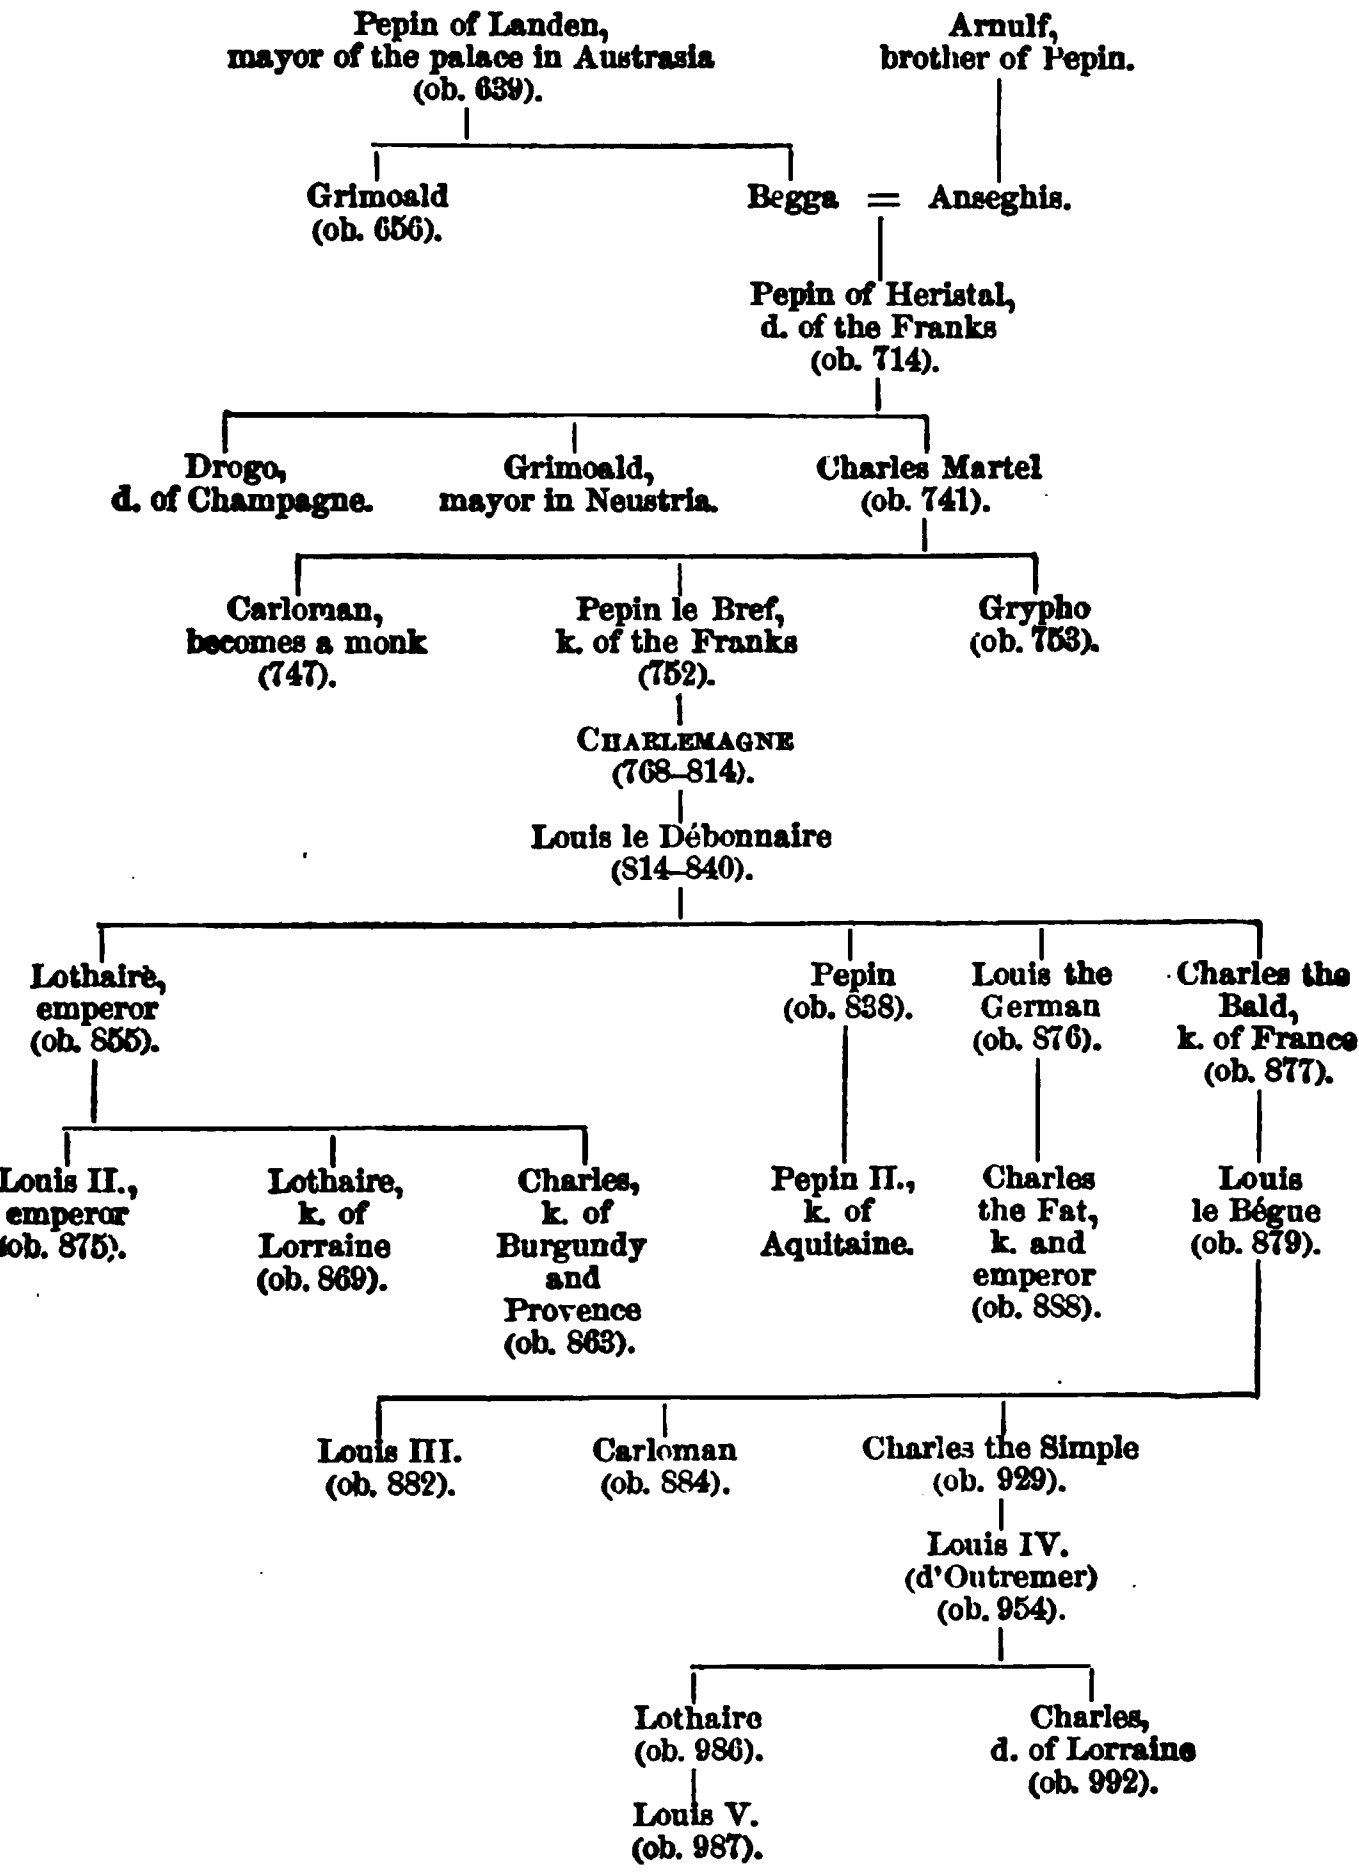 Pepin of Landen,
mayor of the palace in Austrasia
(ob. 639).
Arnulf,
brother of Pepin.
Grimoald
(ob. 656).
Begga = Anseghis.
Pepin of Heristal,
d. of the Franks
(ob. 714).
Drogo,
d. of Champagne.
Grimoald,
mayor in Neustria.
Charles Martel
(ob. 741).
Carloman,
becomes a monk
(747).
Pepin le Bref,
k. of the Franks
(752).
Grypho
(ob. 753).
CHARLEMAGNE
(768–814).
Louis le Débonnaire
(814–840).
Lothaire,
emperor
(ob. 855).
Pepin
(ob. 838).
Louis the
German
(ob. 876).
Charles the
Bald,
k. of France
(ob. 877).
Louis II.,
emperor
(ob. 875).
Lothaire,
k. of
Lorraine
(ob. 869).
Charles,
k. of
Burgundy
and
Provence
(ob. 863).
Pepin II.,
k. of
Aquitaine.
Charles
the Fat,
k. and
emperor
(ob. 888).
Louis
le Bégue
(ob. 879).
Louis III.
(ob. 882).
Carloman
(ob. 884).
Charles the Simple
(ob. 929).
Louis IV.
(d'Outremer)
(ob. 954).
Lothaire
(ob. 986).
Charles,
d. of Lorraine
(ob. 992).
Louis V.
(ob. 987).